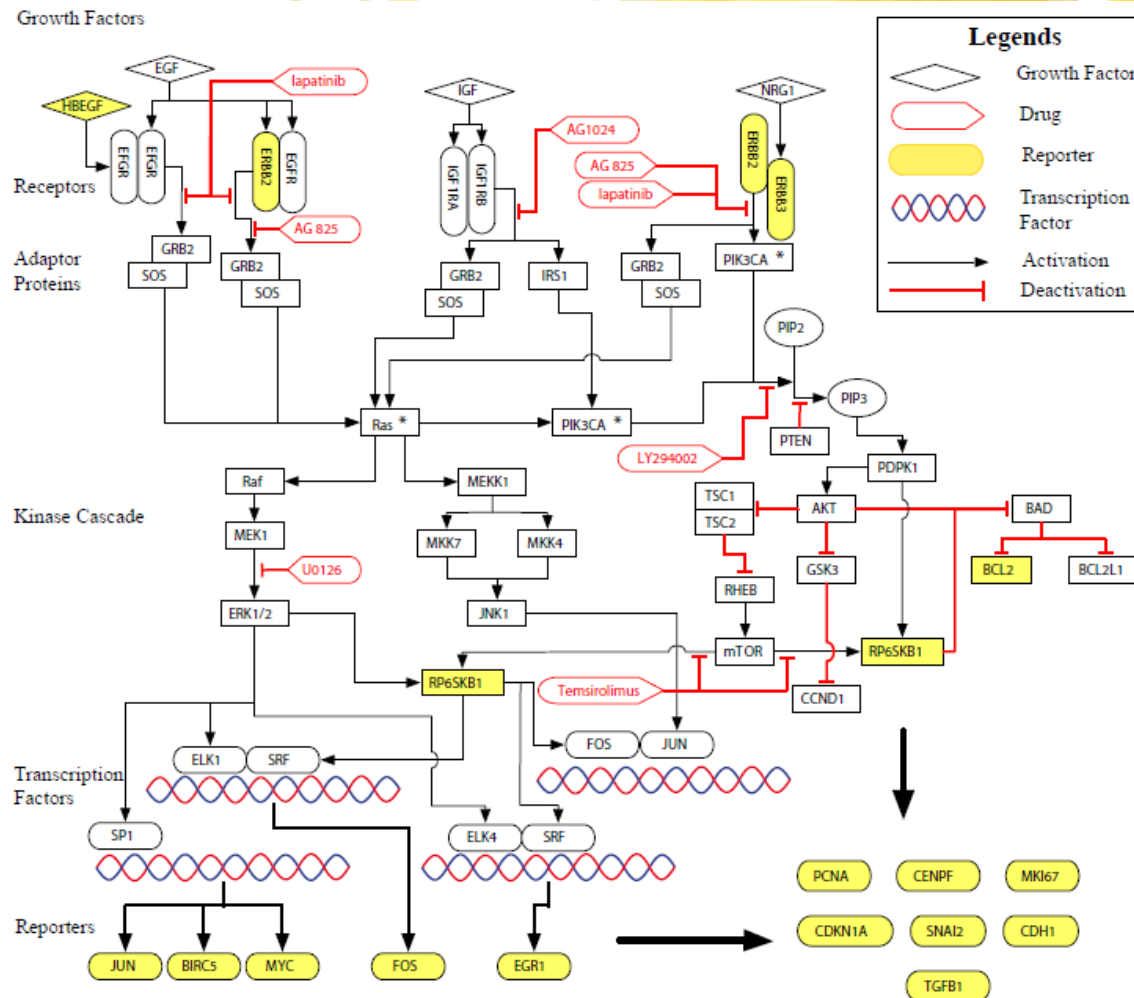 Growth Factors
Legends
Growth Factor
Drug
Reporter
Transcription
Factor
Activation
Deactivation
EGF
lapatinib
HBEGF
IGF
NRG1
AG1024
AG 825
lapatinib
EFGR
EFGR
ERBB2
EGFR
IGF1RA
IGF1RB
ERBB2
ERBB3
Receptors
AG 825
Adaptor
Proteins
GRB2
SOS
GRB2
SOS
GRB2
SOS
IRS1
GRB2
SOS
PIK3CA *
PIP2
PIP3
Ras *
PIK3CA *
PTEN
LY294002
PDPK1
Kinase Cascade
Raf
MEKK1
TSC1
TSC2
AKT
BAD
MEK1
MKK7
MKK4
U0126
RHEB
GSK3
BCL2
BCL2L1
ERK1/2
JNK1
mTOR
RP6SKB1
RP6SKB1
Temsirolimus
CCND1
Transcription
Factors
ELK1
SRF
FOS
JUN
SP1
ELK4
SRF
PCNA
CENPF
MKI67
Reporters
CDKN1A
SNAI2
CDH1
JUN
BIRC5
MYC
FOS
EGR1
TGFB1